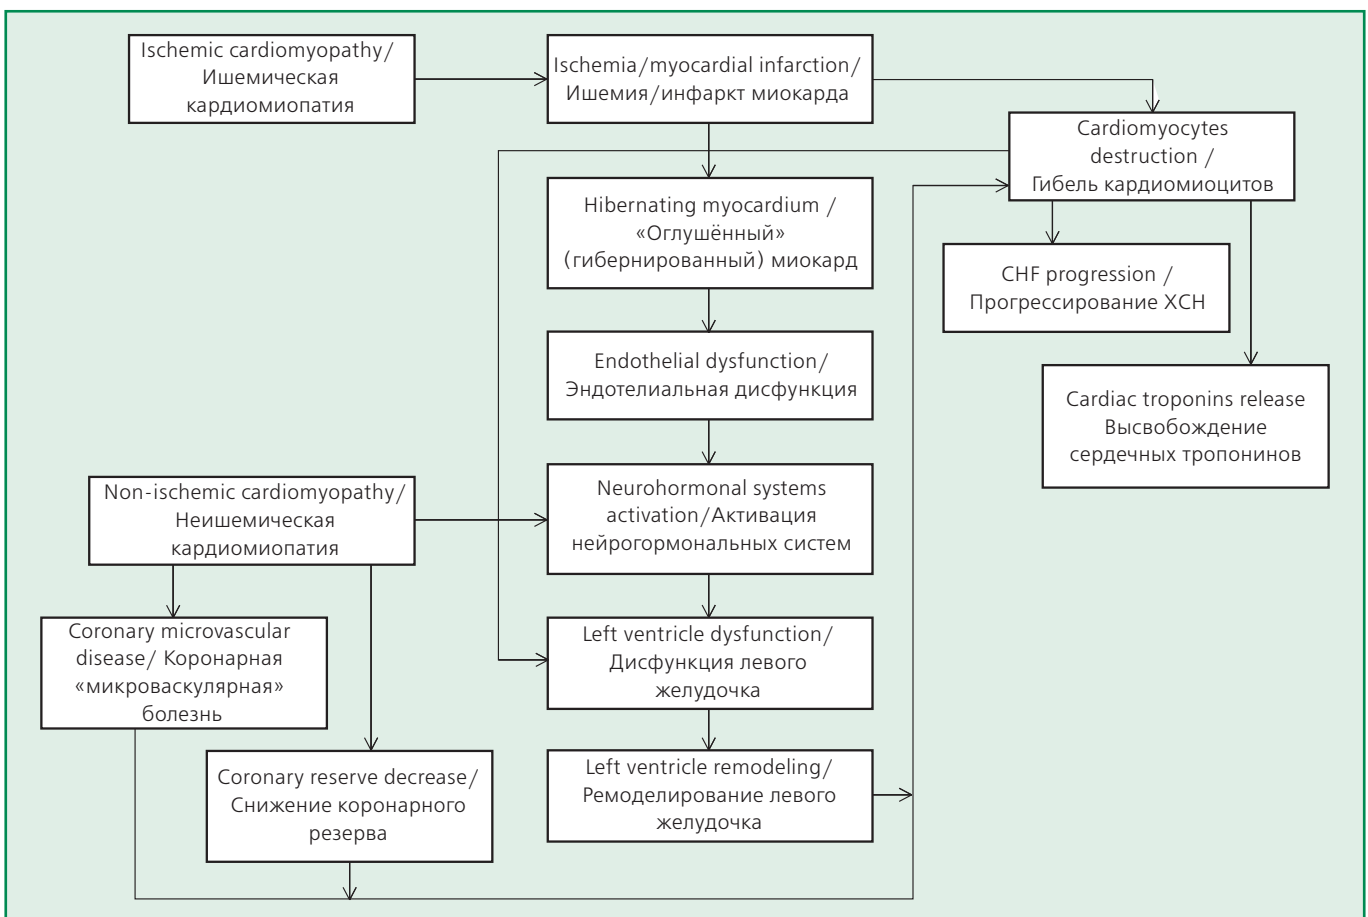 Ischemic cardiomyopathy/
Ишемическая
кардиомиопатия
Ischemia/myocardial infarction/
Ишемия/инфаркт миокарда
Cardiomyocytes
destruction /
Гибель кардиомиоцитов
Hibernating myocardium /
«Оглушённый»
(гибернированный) миокард
CHF progression /
Прогрессирование ХСН
Endothelial dysfunction/
Эндотелиальная дисфункция
Cardiac troponins release
Высвобождение
сердечных тропонинов
Non-ischemic cardiomyopathy/
Неишемическая
кардиомиопатия
Neurohormonal systems
activation/Активация
нейрогормональных систем
Coronary microvascular
disease/ Коронарная
«микроваскулярная»
болезнь
Left ventricle dysfunction/
Дисфункция левого
желудочка
Coronary reserve decrease/
Снижение коронарного
резерва
Left ventricle remodeling/
Ремоделирование левого
желудочка